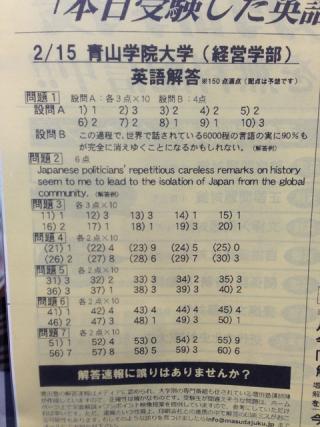 「本日受験した英語
2/15 青山学院大学（経営学部）
英語解答 ※150点満点（配点は予想です）
問題1 設問A：各3点×10 設問B：4点
設問A 1) 1 2) 3 3) 2 4) 2 5) 2
6) 2 7) 2 8) 1 9) 1 10) 3
設問B この過程で、世界で話されている6000程の言語の実に90％も
が完全に消えゆくことになるかもしれない。（解答例）
問題2 6点
Japanese politicians' repetitious careless remarks on history
seem to me to lead to the isolation of Japan from the global
community.（解答例）
問題3 各3点×10
11) 1 12) 3 13) 3 14) 1 15) 1
16) 2 17) 1 18) 1 19) 3 20) 1
問題4 各2点×10
(21) 1 (22) 4 (23) 9 (24) 5 (25) 0
(26) 2 (27) 8 (28) 6 (29) 7 (30) 3
問題5 各2点×10
31) 3 32) 2 33) 3 34) 2 35) 3
36) 3 37) 1 38) 3 39) 3 40) 2
問題6 各2点×10
41) 1 42) 4 43) 4 44) 4 45) 4
46) 2 47) 3 48) 1 49) 3 50) 1
問題7 各2点×10
51) 1 52) 4 53) 0 54) 2 55) 9
56) 7 57) 8 58) 5 59) 3 60) 6
解答速報に誤りはありませんか？